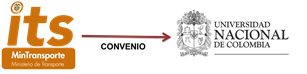 its
MinTransporte
Ministerio de Transporte
CONVENIO
UNIVERSIDAD
NACIONAL
DE COLOMBIA